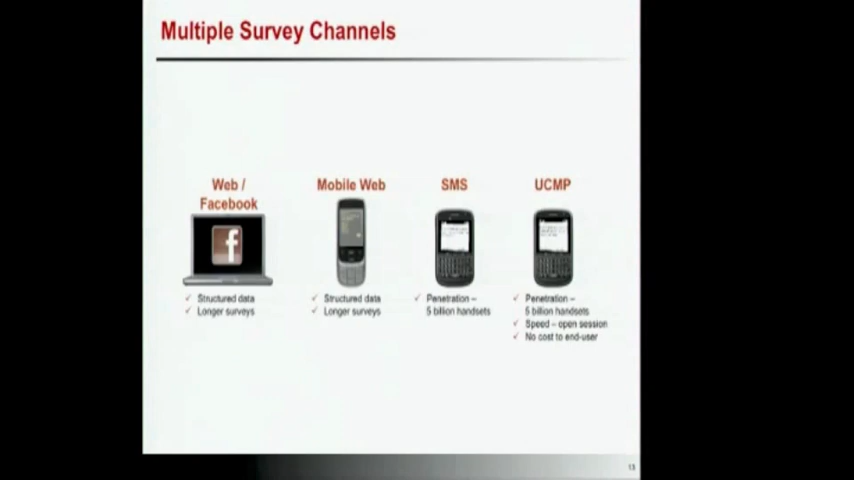 Multiple Survey Channels
Web /
Facebook
f
✓ Structured data
✓ Longer surveys
Mobile Web
✓ Structured data
✓ Longer surveys
SMS
✓ Penetration –
5 billion handsets
UCMP
✓ Penetration –
5 billion handsets
✓ Speed – open session
✓ No cost to end-user
13